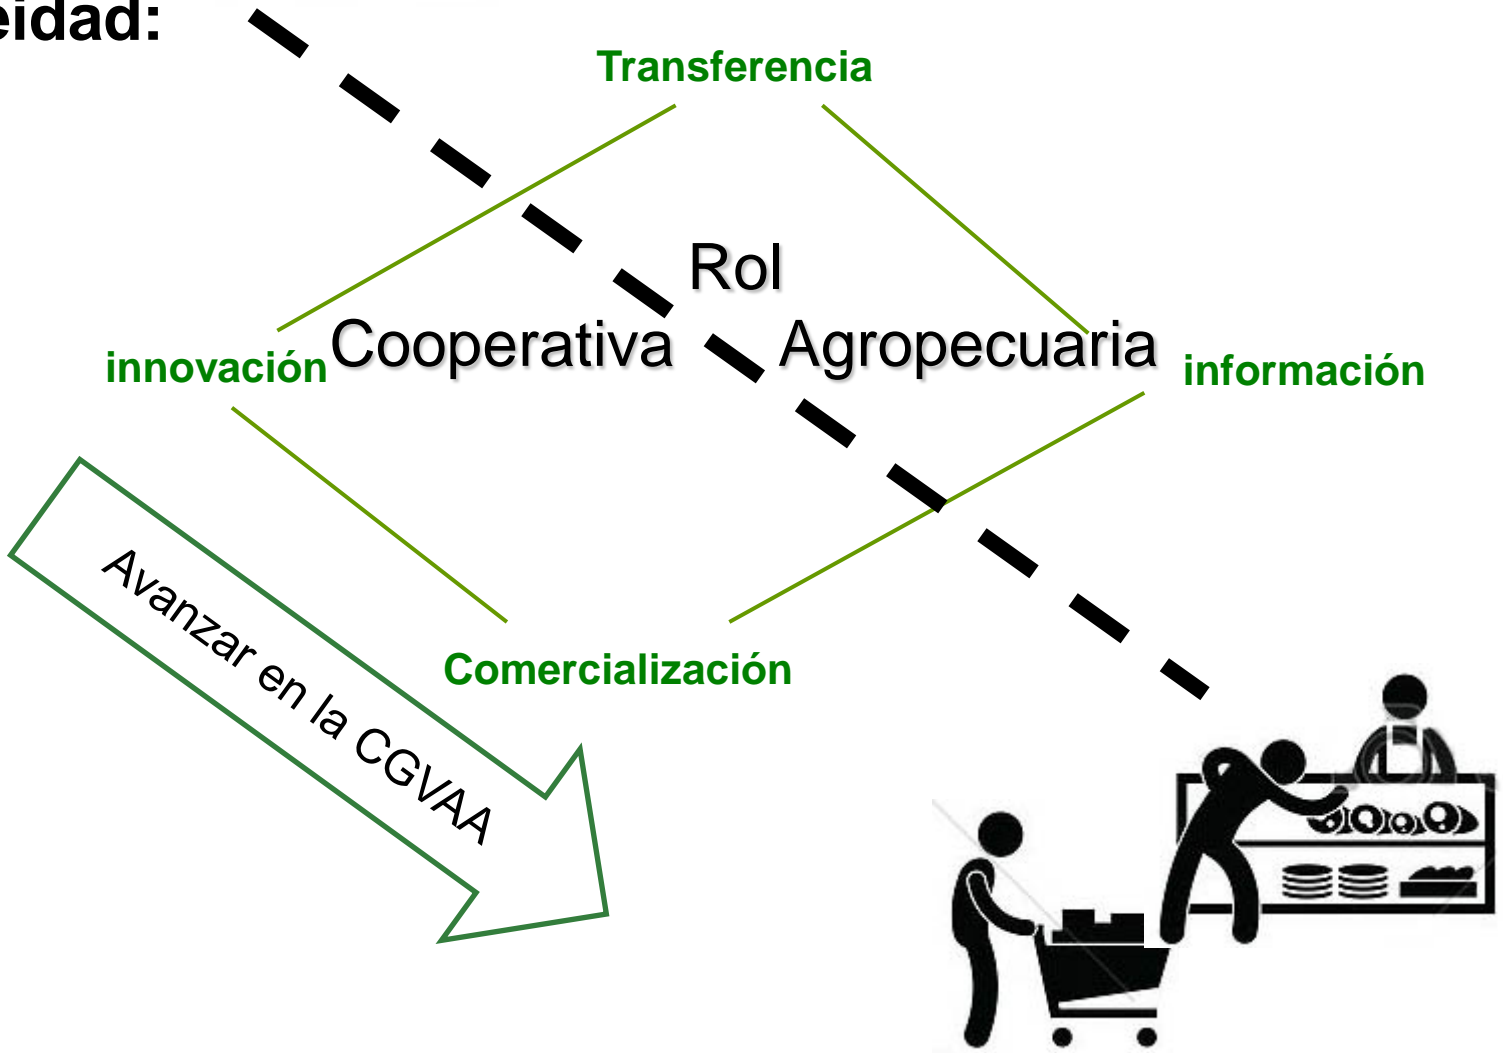 eidad:
Transferencia
Rol
Cooperativa Agropecuaria
innovación
información
Comercialización
Avanzar en la CGVAA